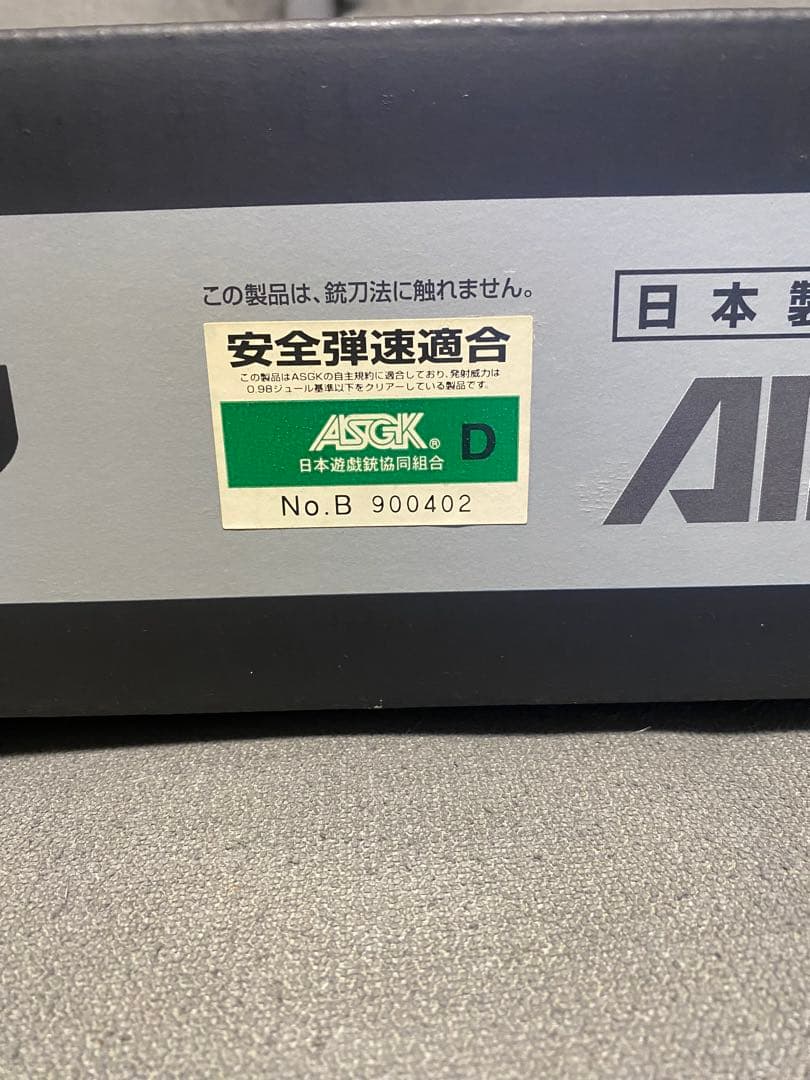 この製品は、銃刀法に触れません。
安全弾速適合
この製品はASGKの自主規約に適合しており、発射威力は
0.98ジュール基準以下をクリアーしている製品です。
ASGK® D
日本遊戯銃協同組合
No.B 900402
日本製
AI